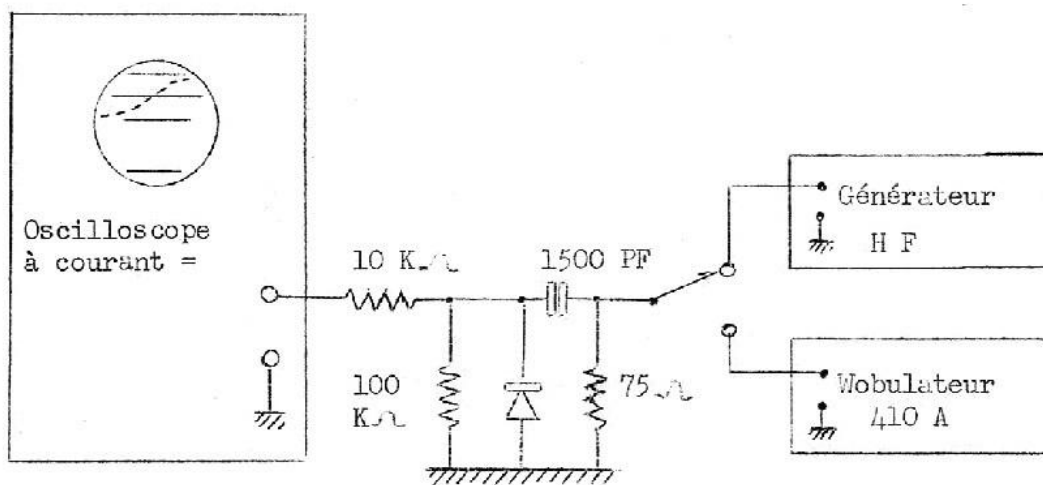 Oscilloscope
à courant =
10 KΩ
1500 PF
100
KΩ
75Ω
Générateur
H F
Wobulateur
410 A